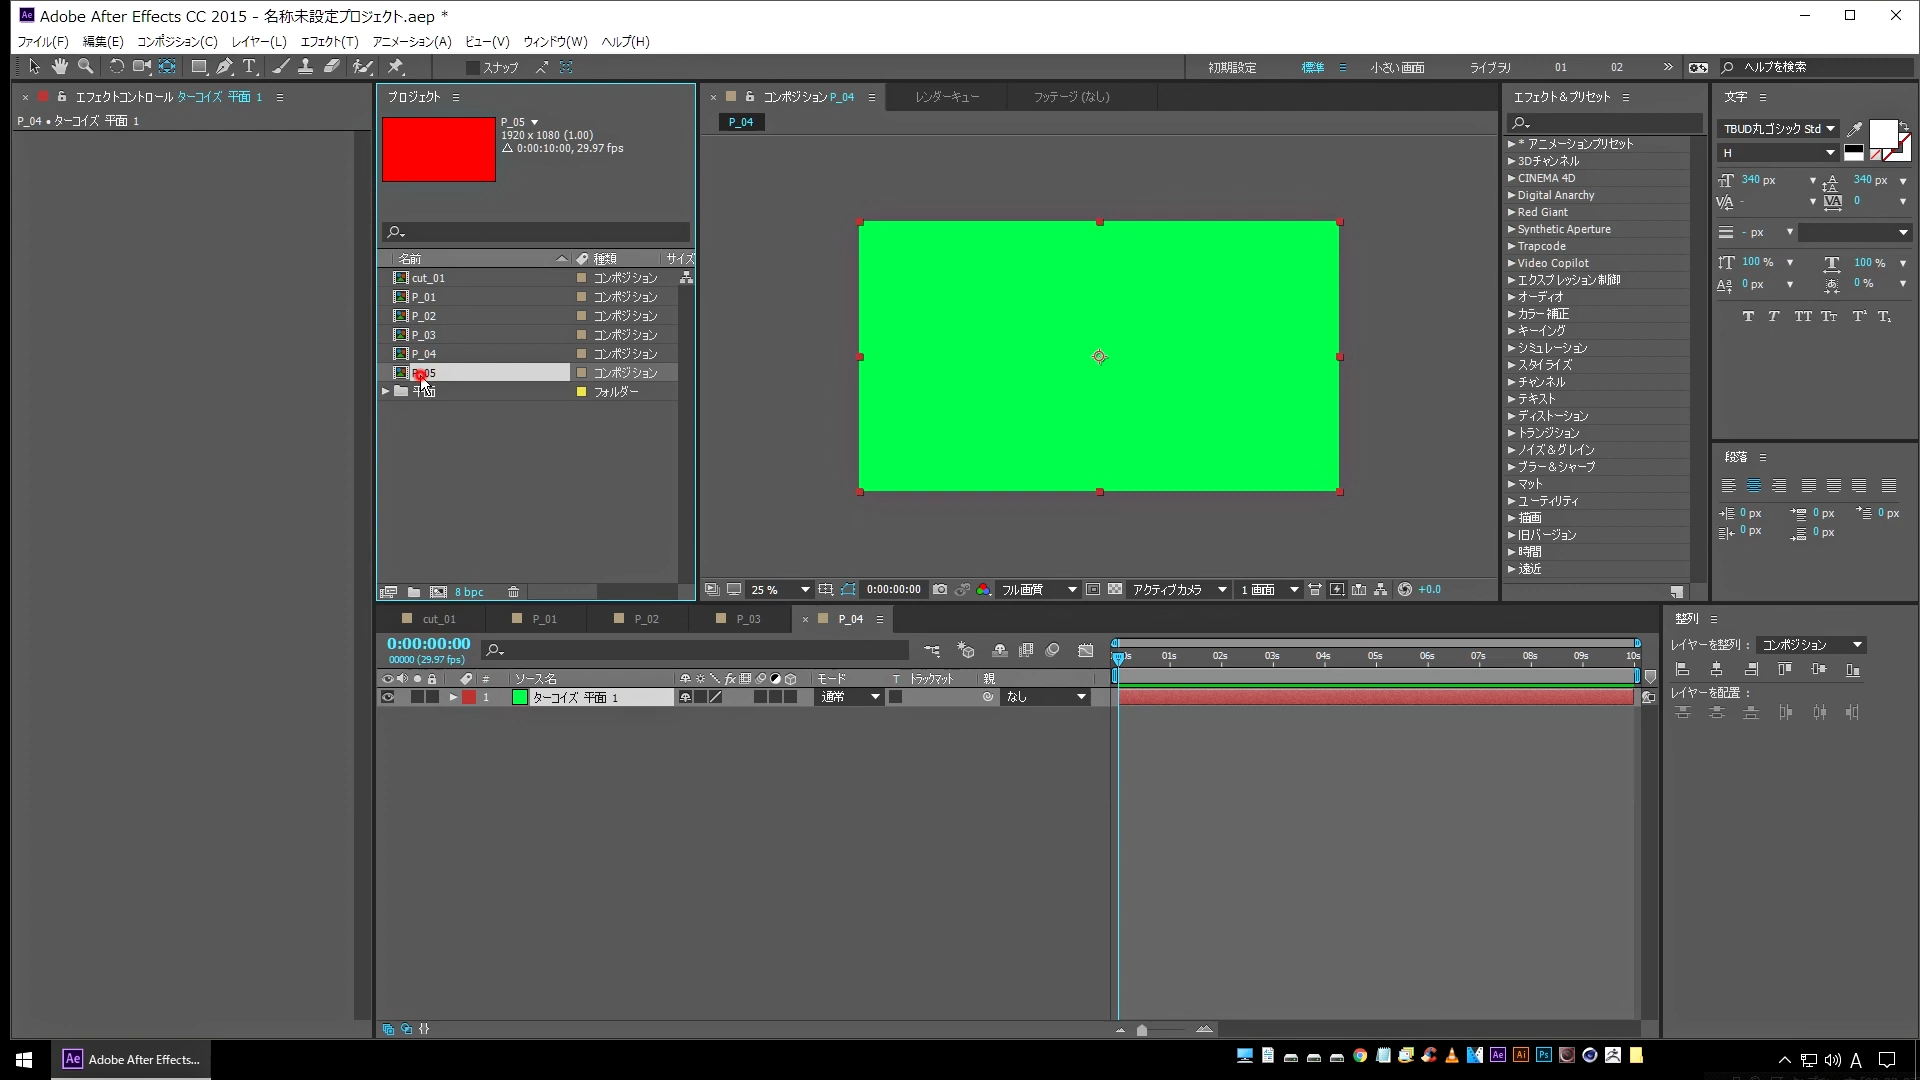 Adobe After Effects CC 2015 - 名称未設定プロジェクト.aep *
ファイル(F) 編集(E) コンポジション(C) レイヤー(L) エフェクト(T) アニメーション(A) ビュー(V) ウィンドウ(W) ヘルプ(H)
スナップ 初期設定 標準 小さい画面 ライブラリ 01 02 ヘルプを検索
エフェクトコントロール ターコイズ 平面 1
P_04 • ターコイズ 平面 1
プロジェクト
P_05
1920 x 1080 (1.00)
Δ 0:00:10:00, 29.97 fps
名前 種類 サイズ
cut_01 コンポジション
P_01 コンポジション
P_02 コンポジション
P_03 コンポジション
P_04 コンポジション
P_05 コンポジション
平面 フォルダー
8 bpc
コンポジション P_04 レンダーキュー フッテージ (なし)
P_04
25 % 0:00:00:00 フル画質 アクティブカメラ 1 画面 +0.0
エフェクト&プリセット
* アニメーションプリセット
3Dチャンネル
CINEMA 4D
Digital Anarchy
Red Giant
Synthetic Aperture
Trapcode
Video Copilot
エクスプレッション制御
オーディオ
カラー補正
キーイング
シミュレーション
スタイライズ
チャンネル
テキスト
ディストーション
トランジション
ノイズ&グレイン
ブラー&シャープ
マット
ユーティリティ
描画
旧バージョン
時間
遠近
文字
TBUD丸ゴシック Std
H
340 px 340 px
- 0
- px
100 % 100 %
0 px 0 %
段落
0 px 0 px 0 px
0 px 0 px
cut_01 P_01 P_02 P_03 P_04
0:00:00:00
00000 (29.97 fps)
01s 02s 03s 04s 05s 06s 07s 08s 09s 10s
# ソース名 fx モード T トラックマット 親
1 ターコイズ 平面 1 通常 なし
整列
レイヤーを整列 : コンポジション
レイヤーを配置 :
Ae Adobe After Effects... A